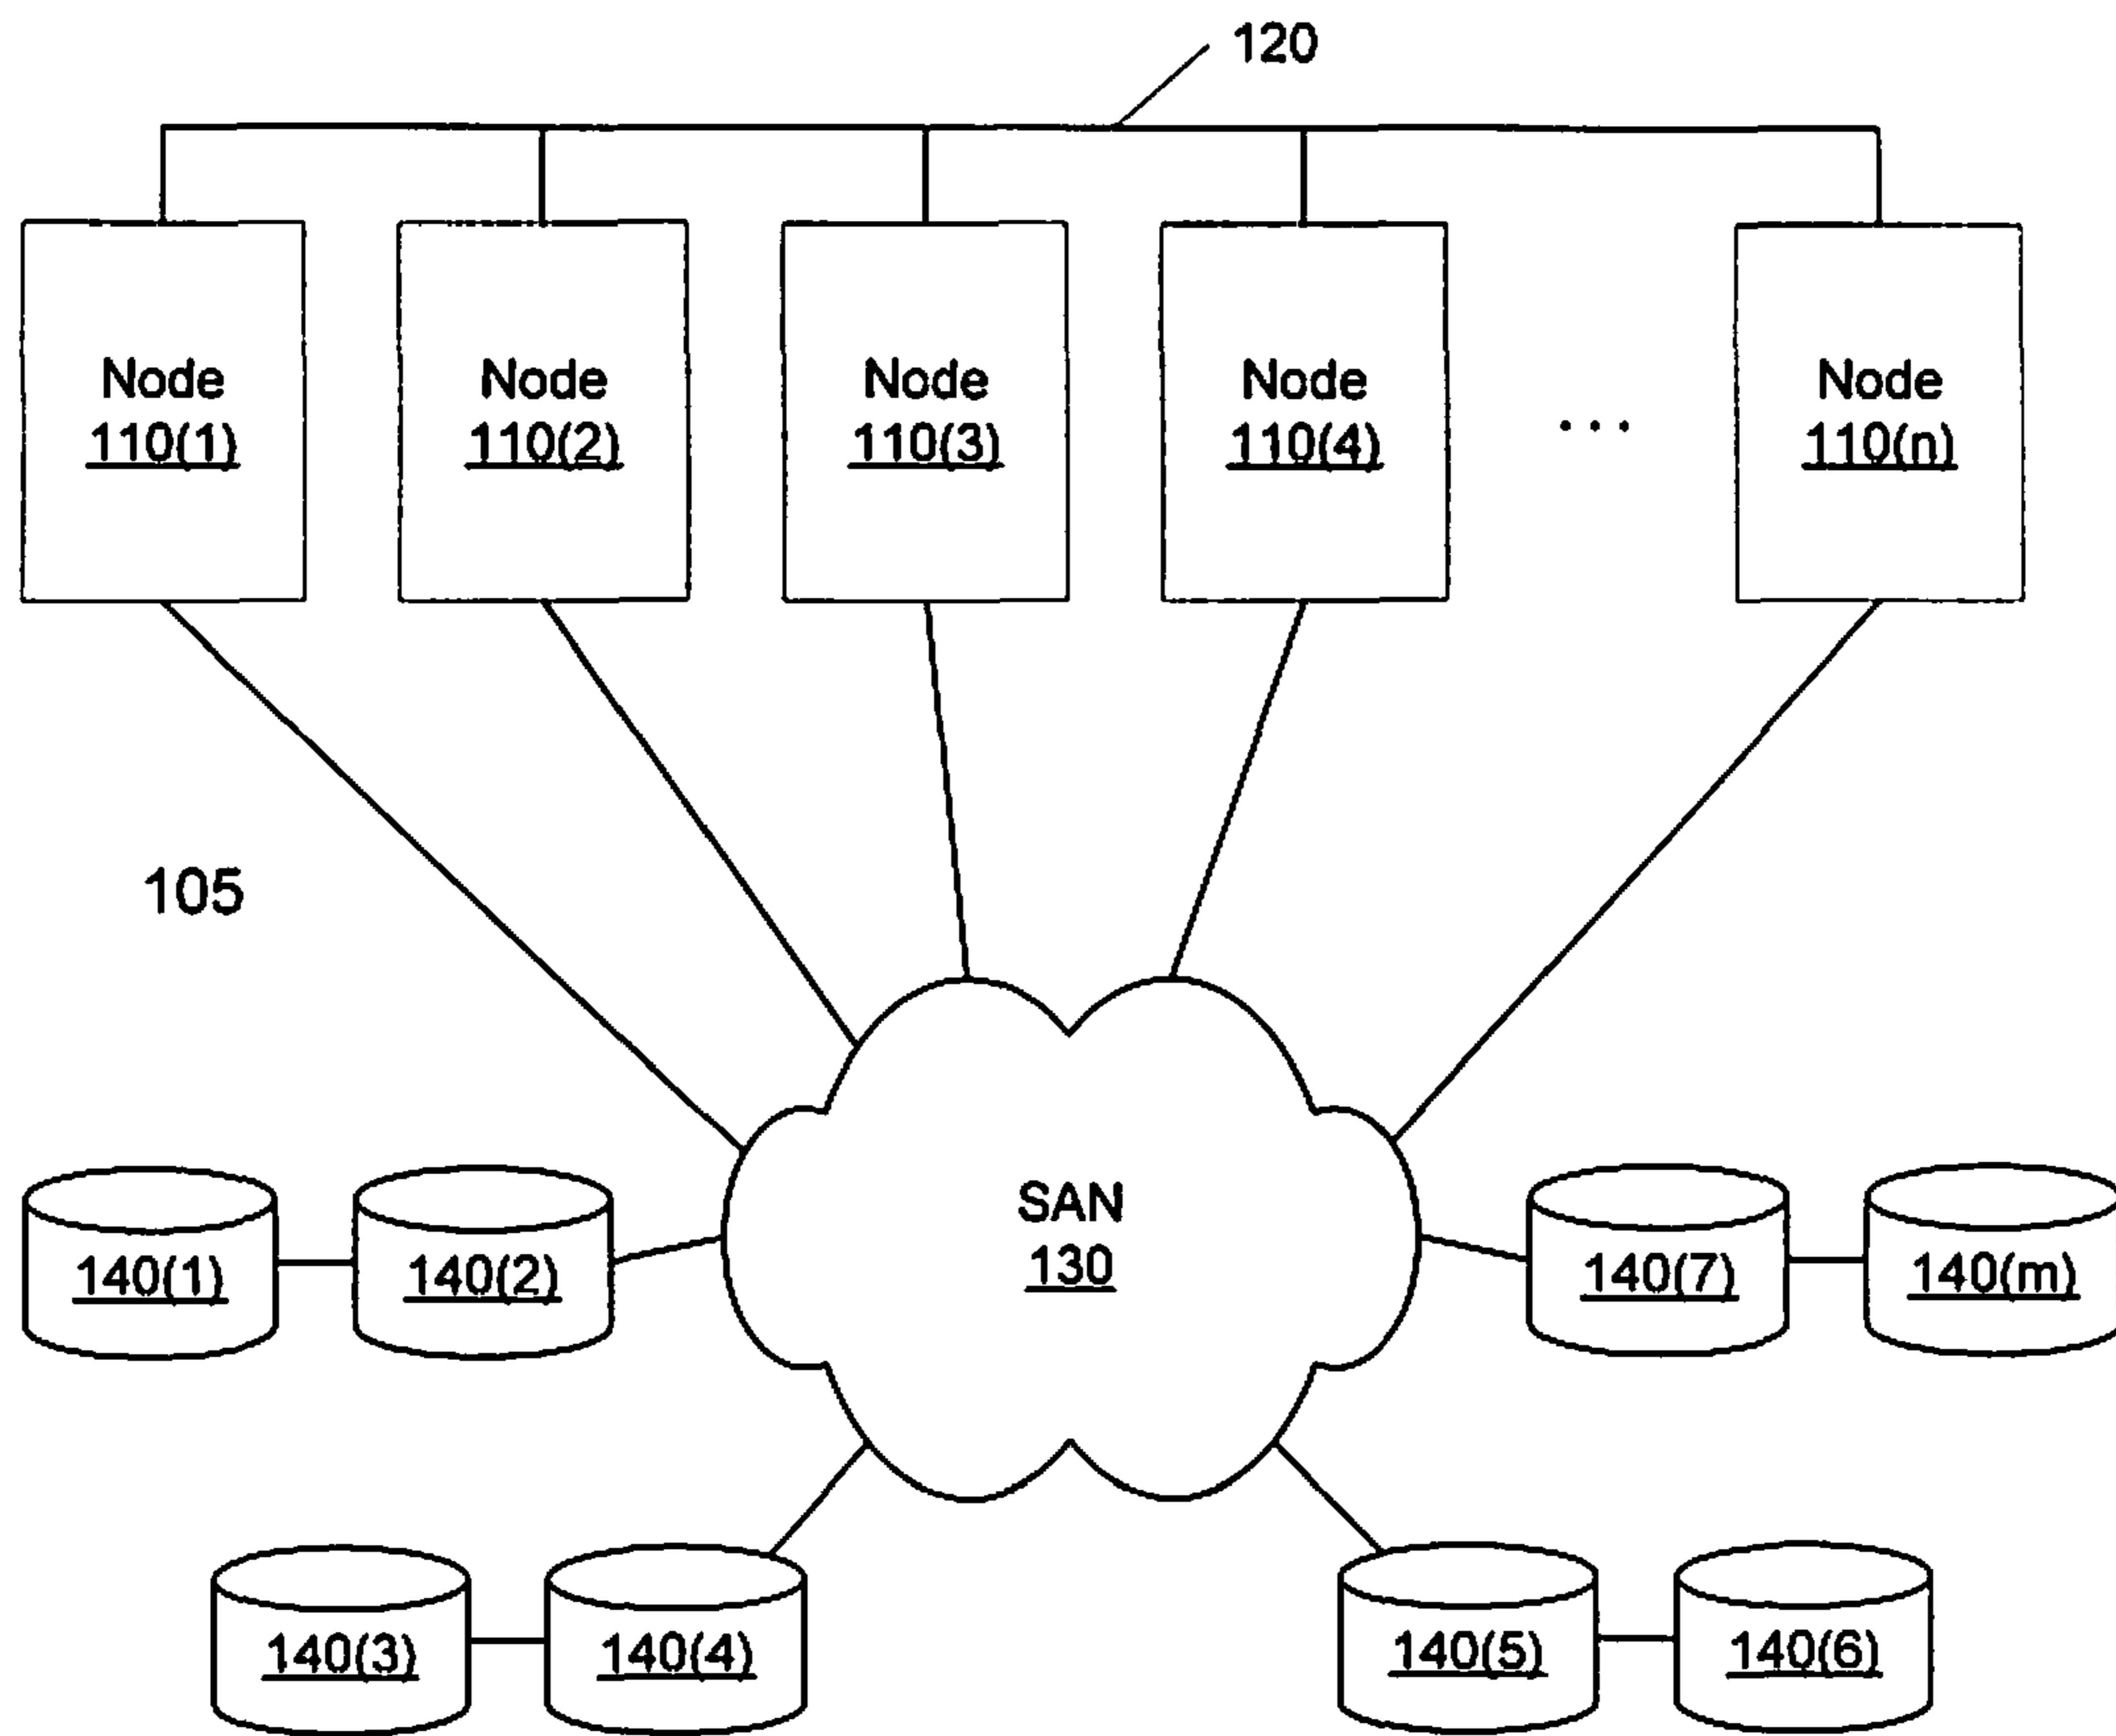 120
Node
110(1)
Node
110(2)
Node
110(3)
Node
110(4)
...
Node
110(n)
105
SAN
130
140(1)
140(2)
140(7)
140(m)
140(3)
140(4)
140(5)
140(6)